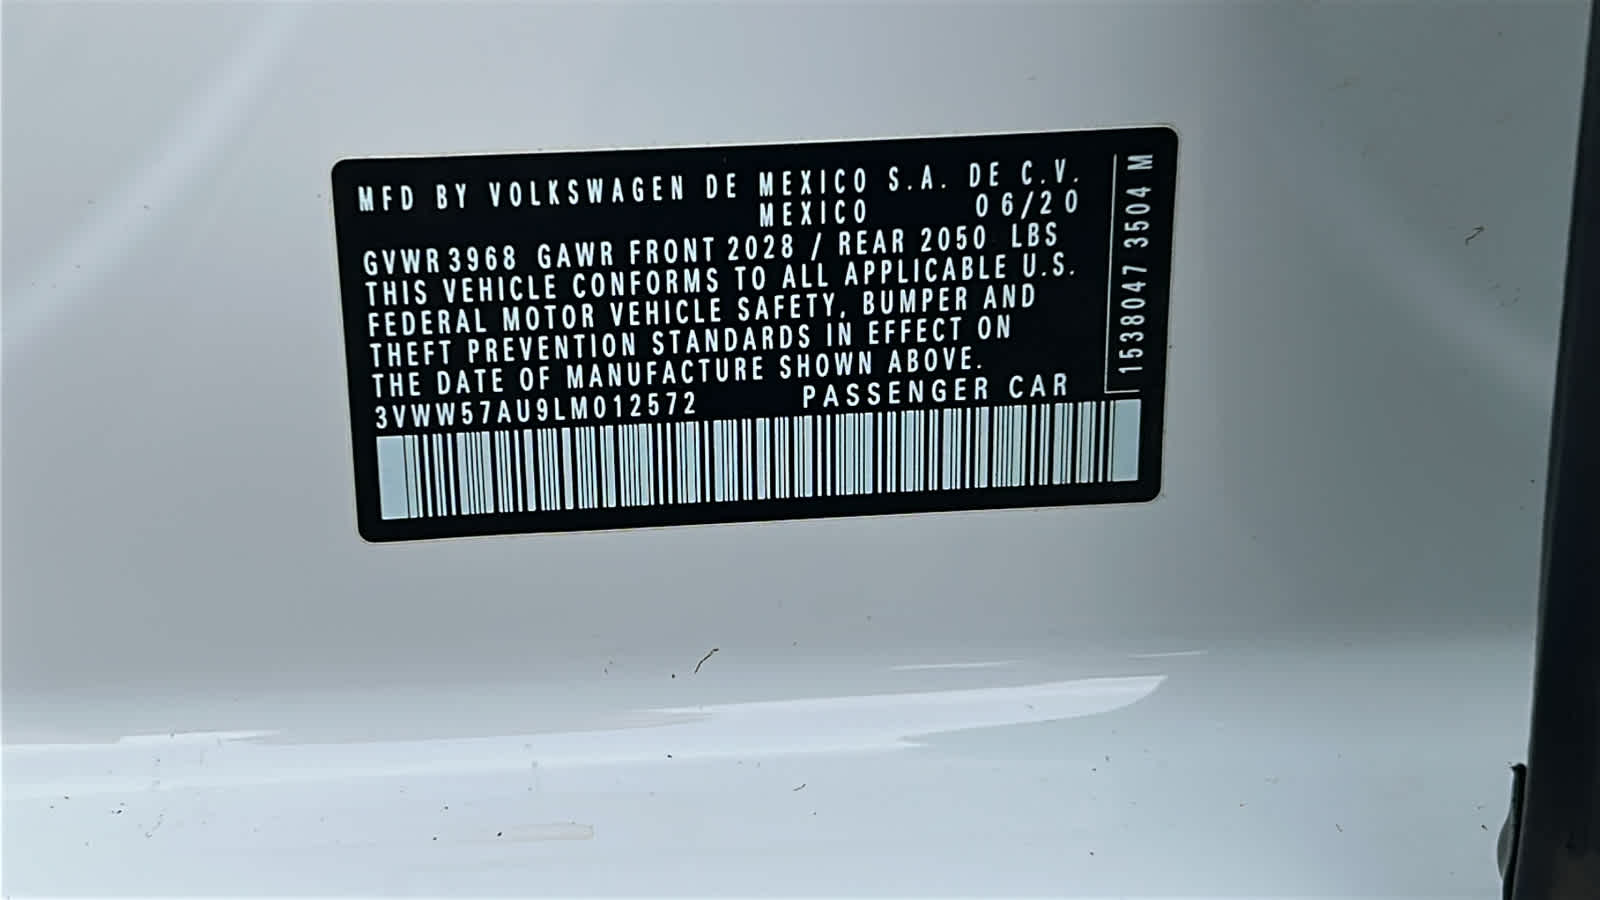 MFD BY VOLKSWAGEN DE MEXICO S.A. DE C.V.
MEXICO 06/20
GVWR 3968 GAWR FRONT 2028 / REAR 2050 LBS
THIS VEHICLE CONFORMS TO ALL APPLICABLE U.S.
FEDERAL MOTOR VEHICLE SAFETY, BUMPER AND
THEFT PREVENTION STANDARDS IN EFFECT ON
THE DATE OF MANUFACTURE SHOWN ABOVE.
3VWW57AU9LM012572 PASSENGER CAR
1538047 3504 M